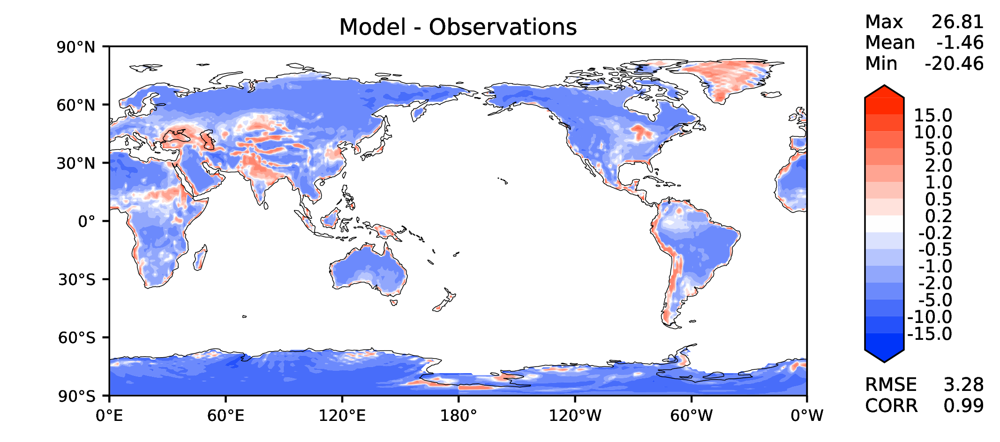 Model - Observations
Max 26.81
Mean -1.46
Min -20.46
90°N
60°N
30°N
0°
30°S
60°S
90°S
0°E 60°E 120°E 180° 120°W 60°W 0°W
15.0
10.0
5.0
2.0
1.0
0.5
0.2
-0.2
-0.5
-1.0
-2.0
-5.0
-10.0
-15.0
RMSE 3.28
CORR 0.99